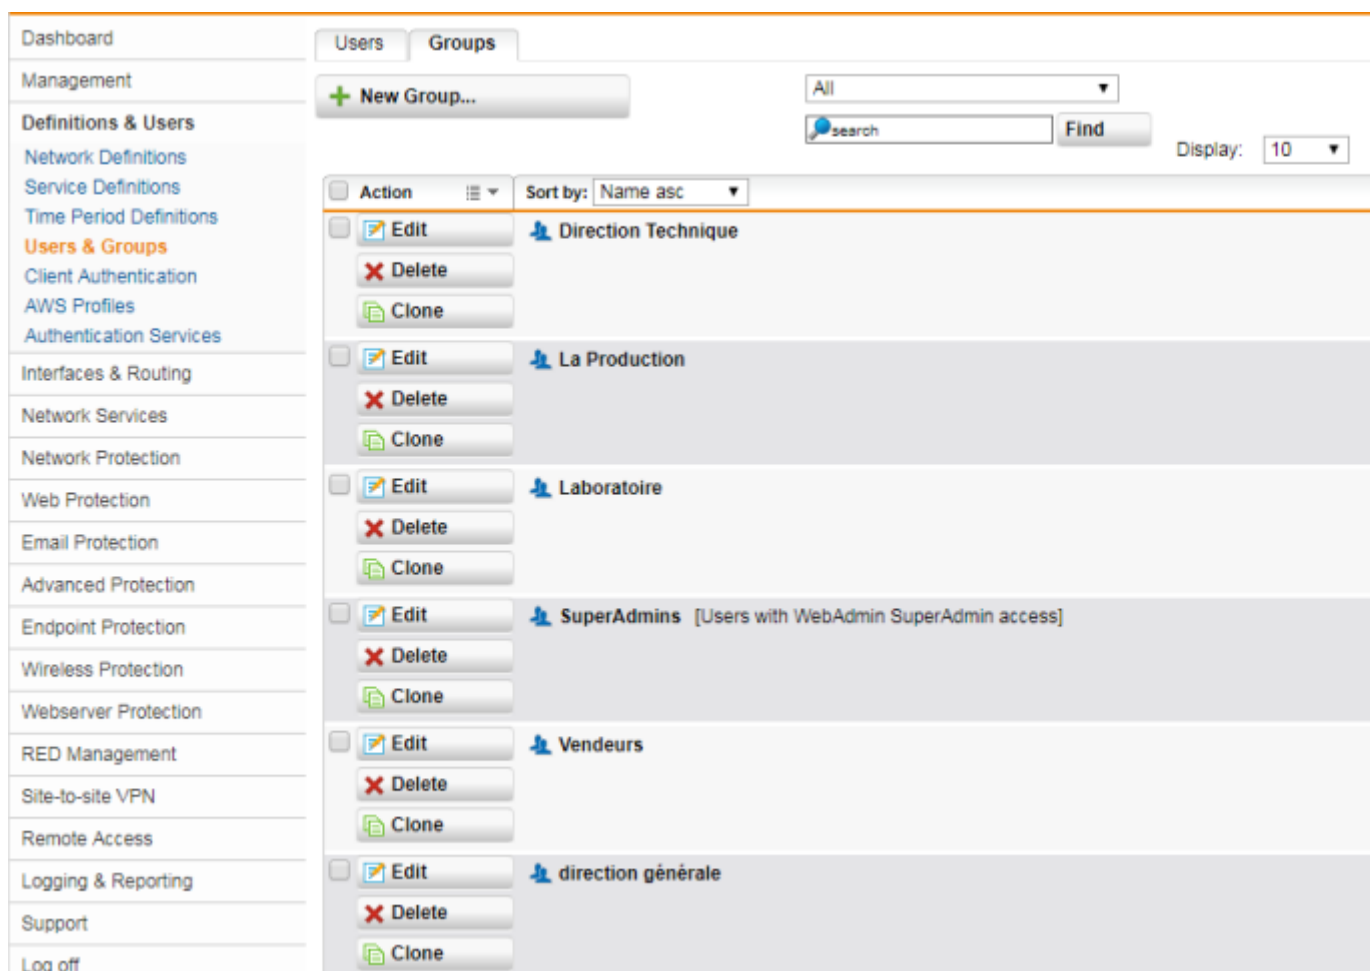 Dashboard
Management
Definitions & Users
Network Definitions
Service Definitions
Time Period Definitions
Users & Groups
Client Authentication
AWS Profiles
Authentication Services
Interfaces & Routing
Network Services
Network Protection
Web Protection
Email Protection
Advanced Protection
Endpoint Protection
Wireless Protection
Webserver Protection
RED Management
Site-to-site VPN
Remote Access
Logging & Reporting
Support
Log off
Users Groups
New Group...
All
search Find
Display: 10
Action Sort by: Name asc
Edit Direction Technique
Delete
Clone
Edit La Production
Delete
Clone
Edit Laboratoire
Delete
Clone
Edit SuperAdmins [Users with WebAdmin SuperAdmin access]
Delete
Clone
Edit Vendeurs
Delete
Clone
Edit direction générale
Delete
Clone